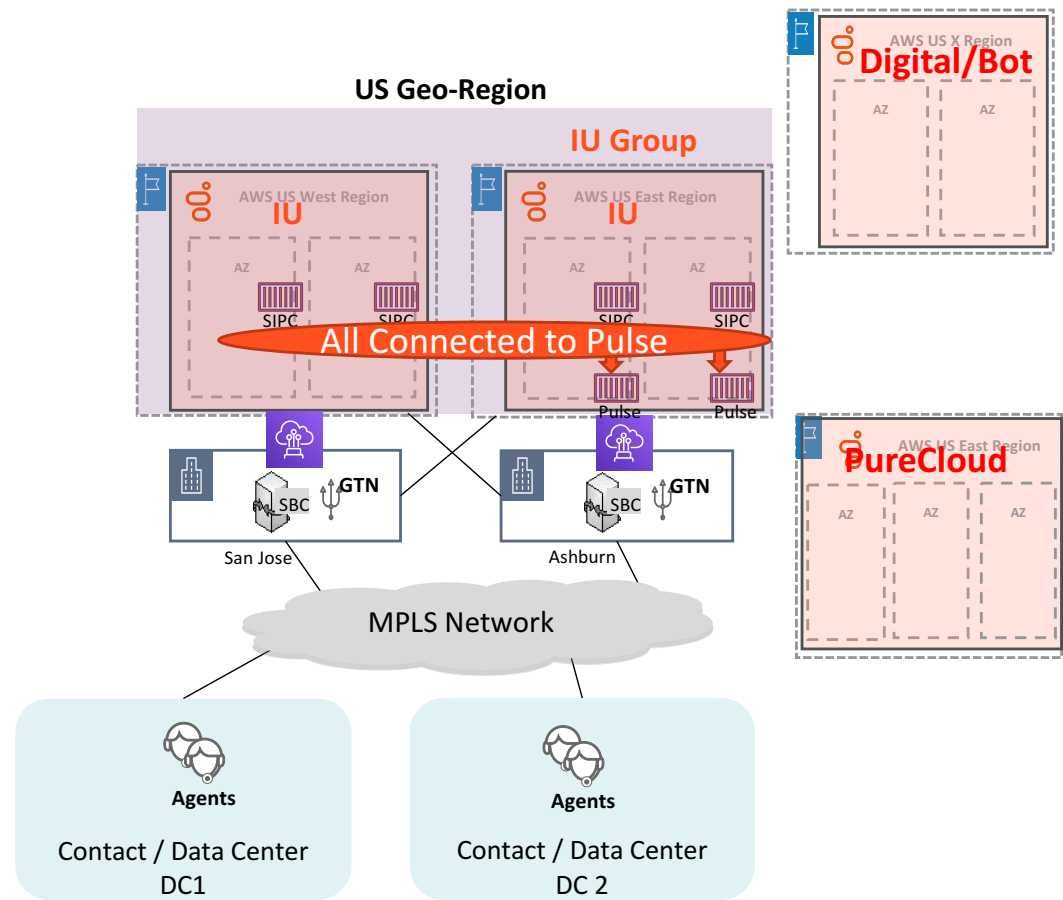 AWS US X Region
Digital/Bot
AZ
AZ
US Geo-Region
IU Group
AWS US West Region
IU
AZ
AZ
SIPC
SIPC
AWS US East Region
IU
AZ
AZ
SIPC
SIPC
All Connected to Pulse
Pulse
Pulse
AWS US East Region
PureCloud
AZ
AZ
AZ
SBC
GTN
San Jose
SBC
GTN
Ashburn
MPLS Network
Agents
Contact / Data Center
DC1
Agents
Contact / Data Center
DC 2